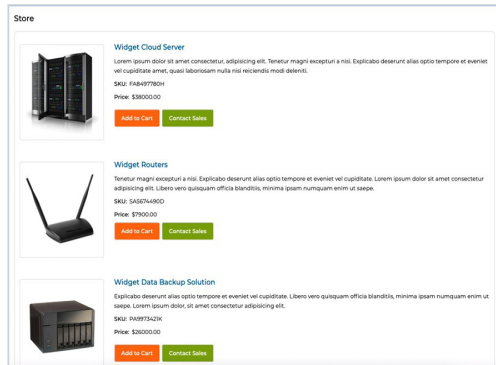 Store
Widget Cloud Server
Lorem ipsum dolor sit amet consectetur, adipisicing elit. Tenetur magni excepturi a nisi. Explicabo deserunt alias optio tempore et eveniet
vel cupiditate amet, quasi laboriosam nulla nisi reiciendis modi deleniti.
SKU: FA8497780H
Price: $38000.00
Add to Cart Contact Sales
Widget Routers
Tenetur magni excepturi a nisi. Explicabo deserunt alias optio tempore et eveniet vel cupiditate. Lorem ipsum dolor sit amet consectetur
adipisicing elit. Libero vero quisquam officia blanditiis, minima ipsam numquam enim ut saepe.
SKU: SA5674490D
Price: $7900.00
Add to Cart Contact Sales
Widget Data Backup Solution
Explicabo deserunt alias optio tempore et eveniet vel cupiditate. Libero vero quisquam officia blanditiis, minima ipsam numquam enim ut
saepe. Lorem ipsum dolor, sit amet consectetur adipisicing elit.
SKU: PA9973421K
Price: $26000.00
Add to Cart Contact Sales